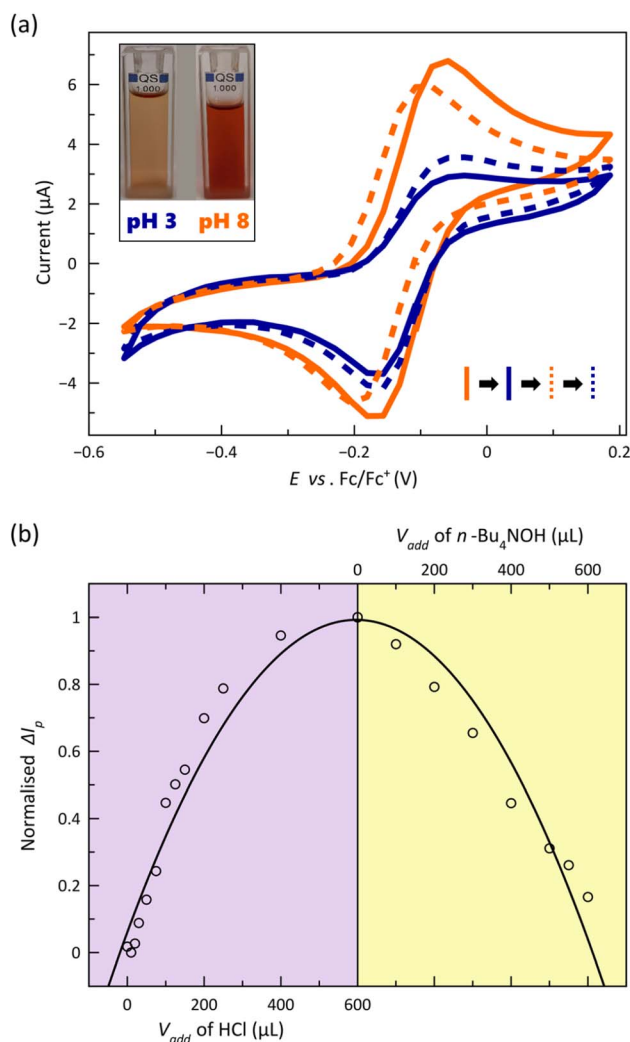 (a)
QS
1.000
QS
1.000
pH 3 pH 8
6
4
2
0
−2
−4
Current (µA)
−0.6 −0.4 −0.2 0 0.2
E vs. Fc/Fc⁺ (V)
(b)
V_add of n-Bu₄NOH (µL)
0 200 400 600
1
0.8
0.6
0.4
0.2
0
Normalised ΔI_p
0 200 400 600
V_add of HCl (µL)